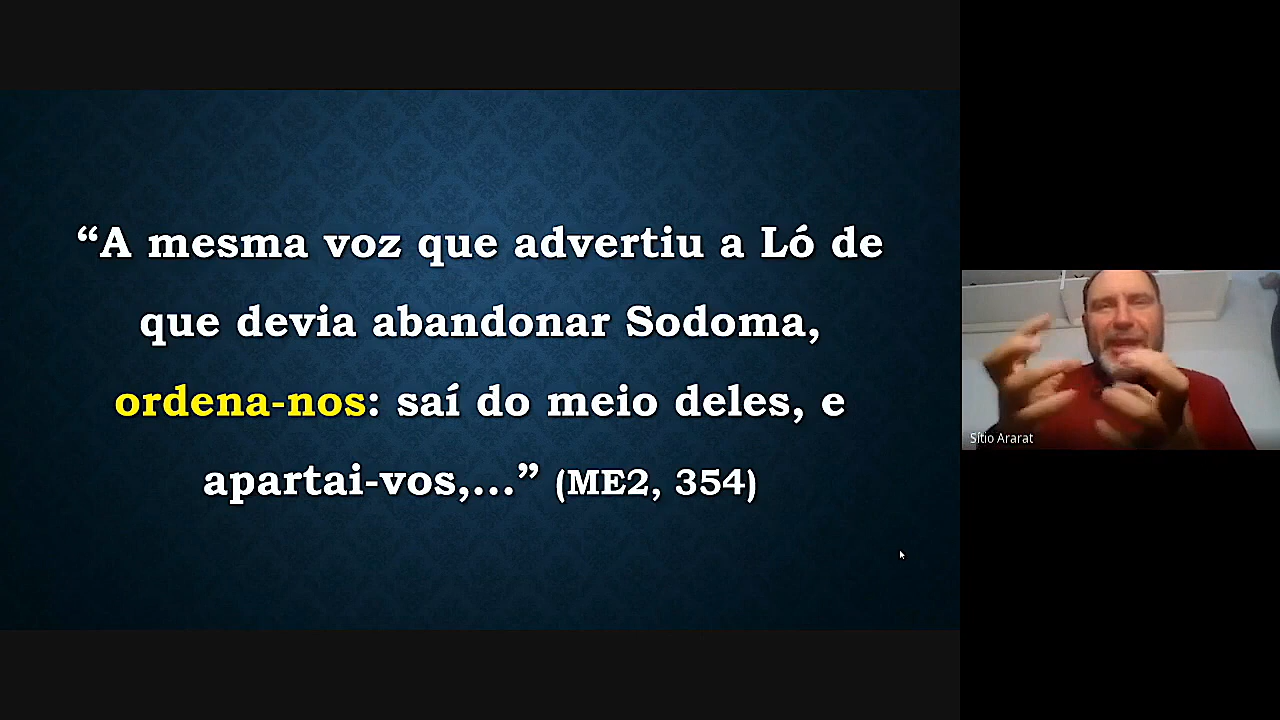 “A mesma voz que advertiu a Ló de
que devia abandonar Sodoma,
ordena-nos: saí do meio deles, e
apartai-vos,...” (ME2, 354)
Sítio Ararat